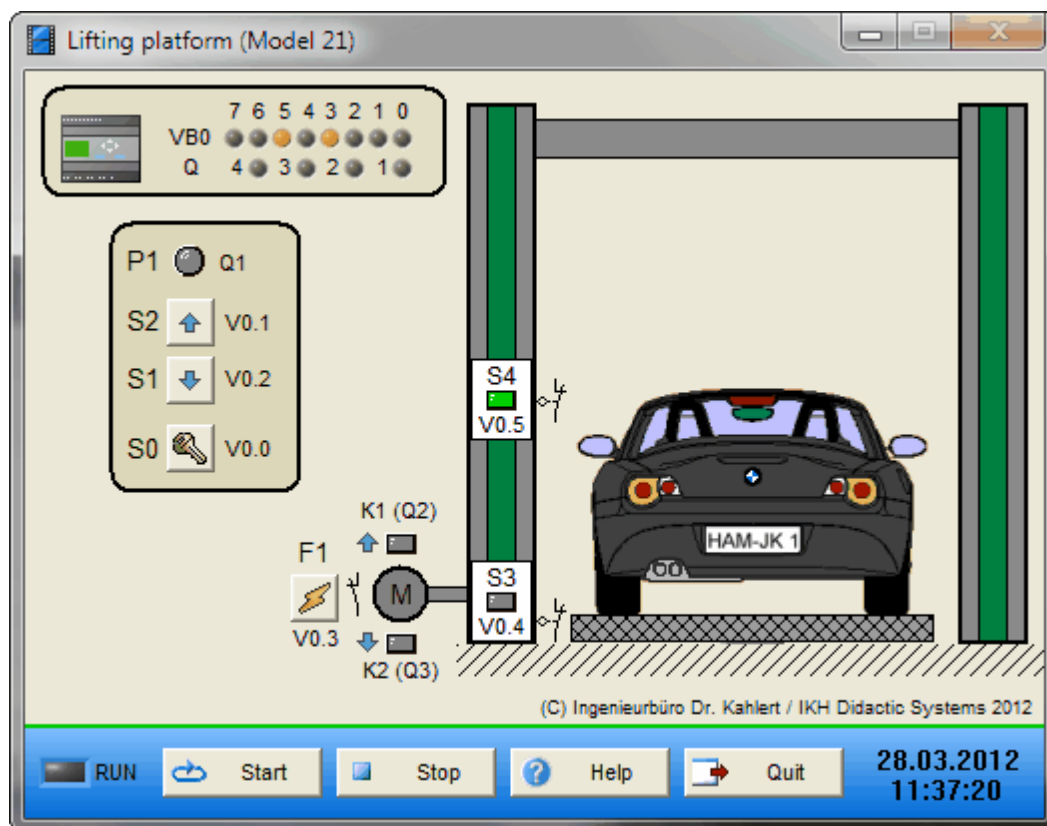 Lifting platform (Model 21)
7 6 5 4 3 2 1 0
VB0
Q 4 3 2 1
P1 Q1
S2 V0.1
S1 V0.2
S0 V0.0
S4
V0.5
K1 (Q2)
F1
M
V0.3
K2 (Q3)
S3
V0.4
HAM-JK 1
(C) Ingenieurbüro Dr. Kahlert / IKH Didactic Systems 2012
RUN Start Stop Help Quit
28.03.2012
11:37:20